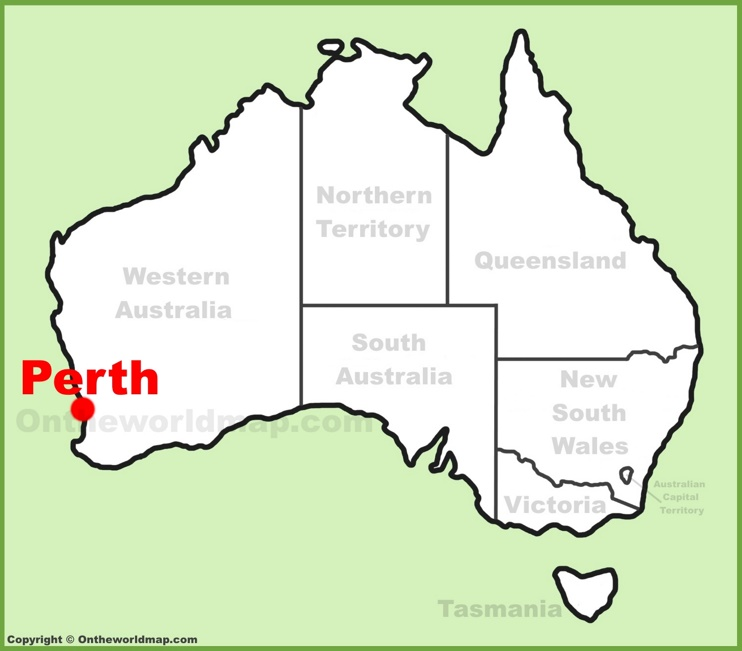 Northern
Territory
Queensland
Western
Australia
South
Australia
Perth
New
South
Wales
Ontheworldmap.com
Victoria
Australian
Capital
Territory
Tasmania
Copyright © Ontheworldmap.com